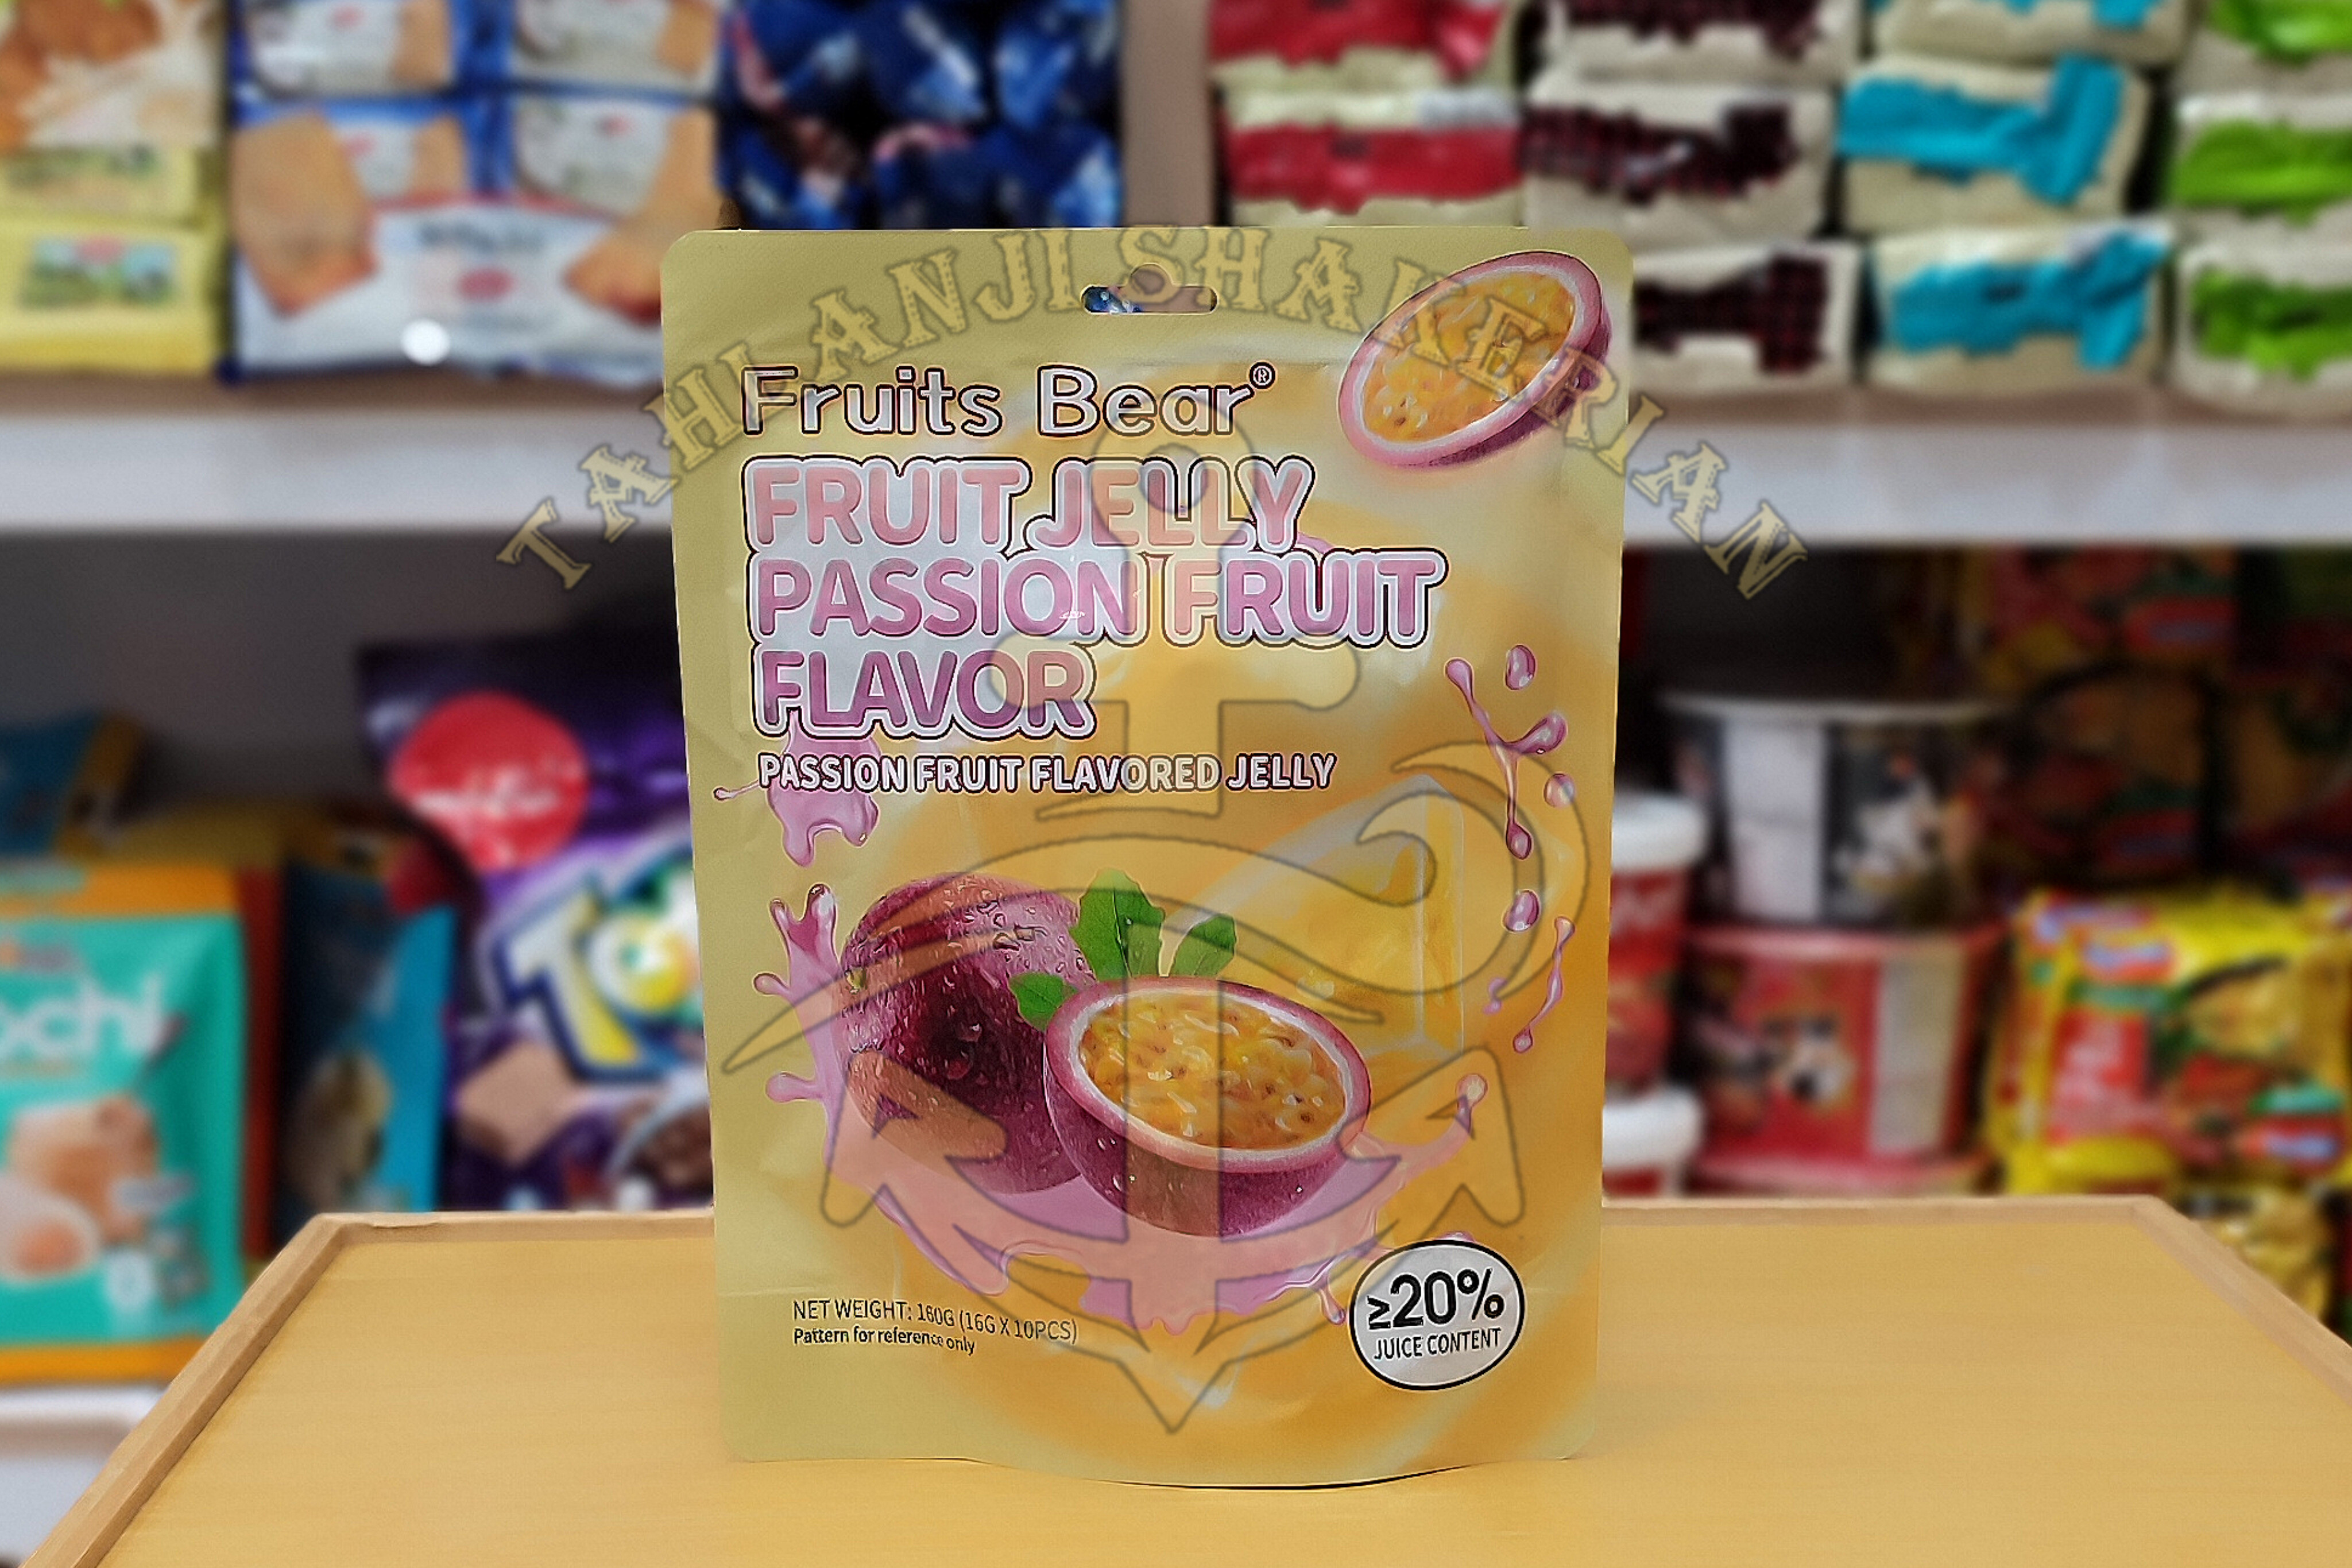 TAHLANJI SHAKERIAN
Fruits Bear®
FRUIT JELLY
PASSION FRUIT
FLAVOR
PASSION FRUIT FLAVORED JELLY
NET WEIGHT: 160G (16G X 10PCS)
Pattern for reference only
≥20%
JUICE CONTENT